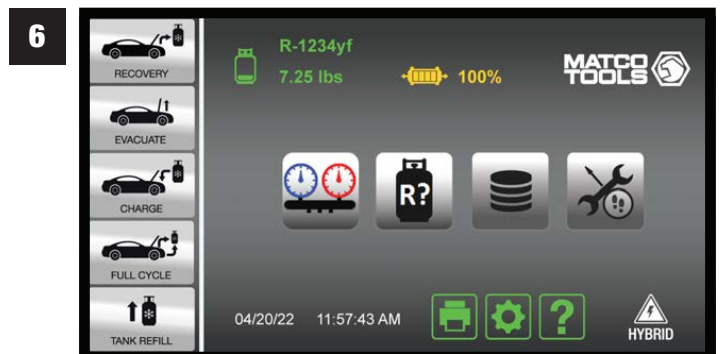 6
RECOVERY
EVACUATE
CHARGE
FULL CYCLE
TANK REFILL
R-1234yf
7.25 lbs
100%
MATCO
TOOLS
R?
04/20/22 11:57:43 AM
?
HYBRID